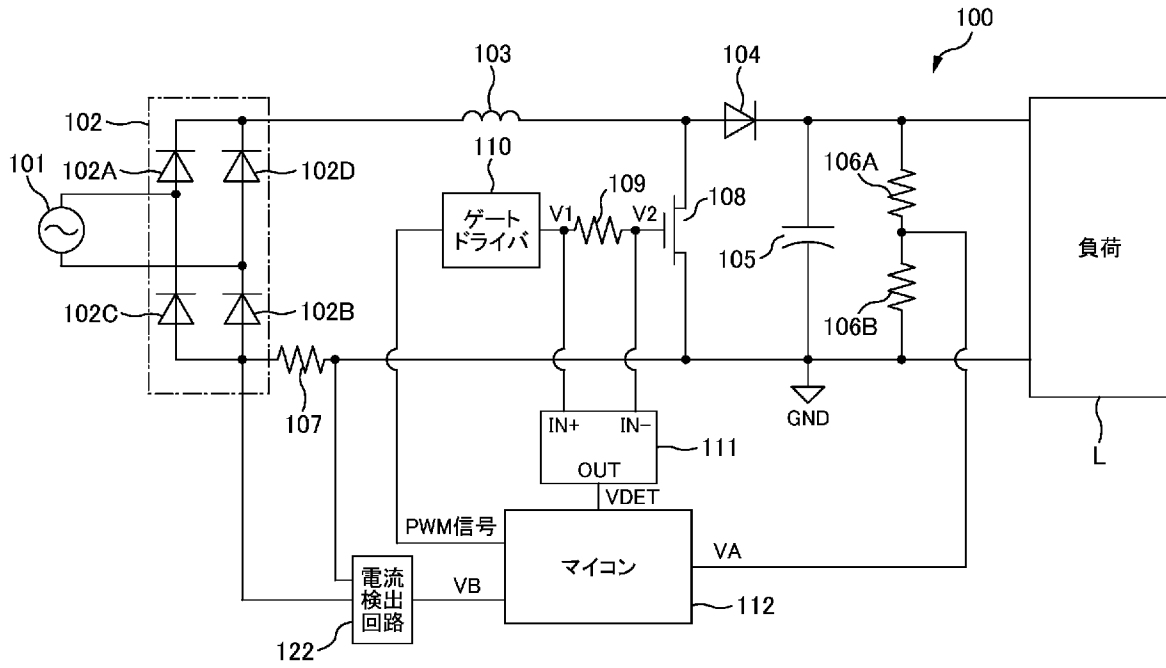 100
103
104
102
110
101
102A
102D
109
106A
V1
V2
108
ゲート
ドライバ
105
負荷
102C
102B
106B
107
GND
IN+
IN-
111
OUT
L
VDET
PWM信号
マイコン
VA
電流
検出
回路
VB
112
122